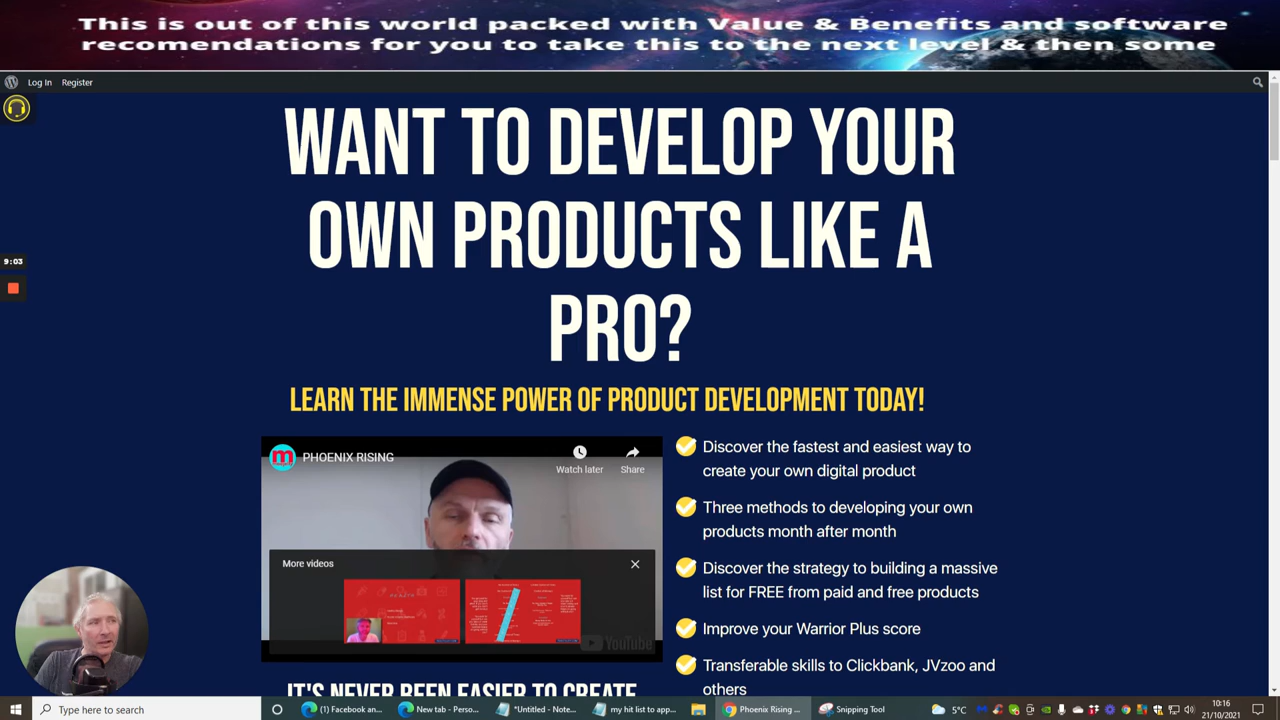 This is out of this world packed with Value & Benefits and software
recomendations for you to take this to the next level & then some
Log In Register
WANT TO DEVELOP YOUR
OWN PRODUCTS LIKE A
PRO?
LEARN THE IMMENSE POWER OF PRODUCT DEVELOPMENT TODAY!
9:03
m PHOENIX RISING
Watch later
Share
More videos
YouTube
Discover the fastest and easiest way to
create your own digital product
Three methods to developing your own
products month after month
Discover the strategy to building a massive
list for FREE from paid and free products
Improve your Warrior Plus score
Transferable skills to Clickbank, JVzoo and
others
IT'S NEVER BEEN EASIER TO CREATE
Type here to search
(1) Facebook an...
New tab - Perso...
*Untitled - Note...
my hit list to app...
Phoenix Rising ...
Snipping Tool
5°C
10:16
21/10/2021